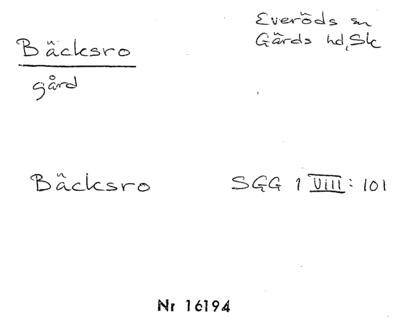 Bäcksro
gård
Everöds sn
Gärds hd, Sk
Bäcksro SGG 1 VIII: 101
Nr 16194